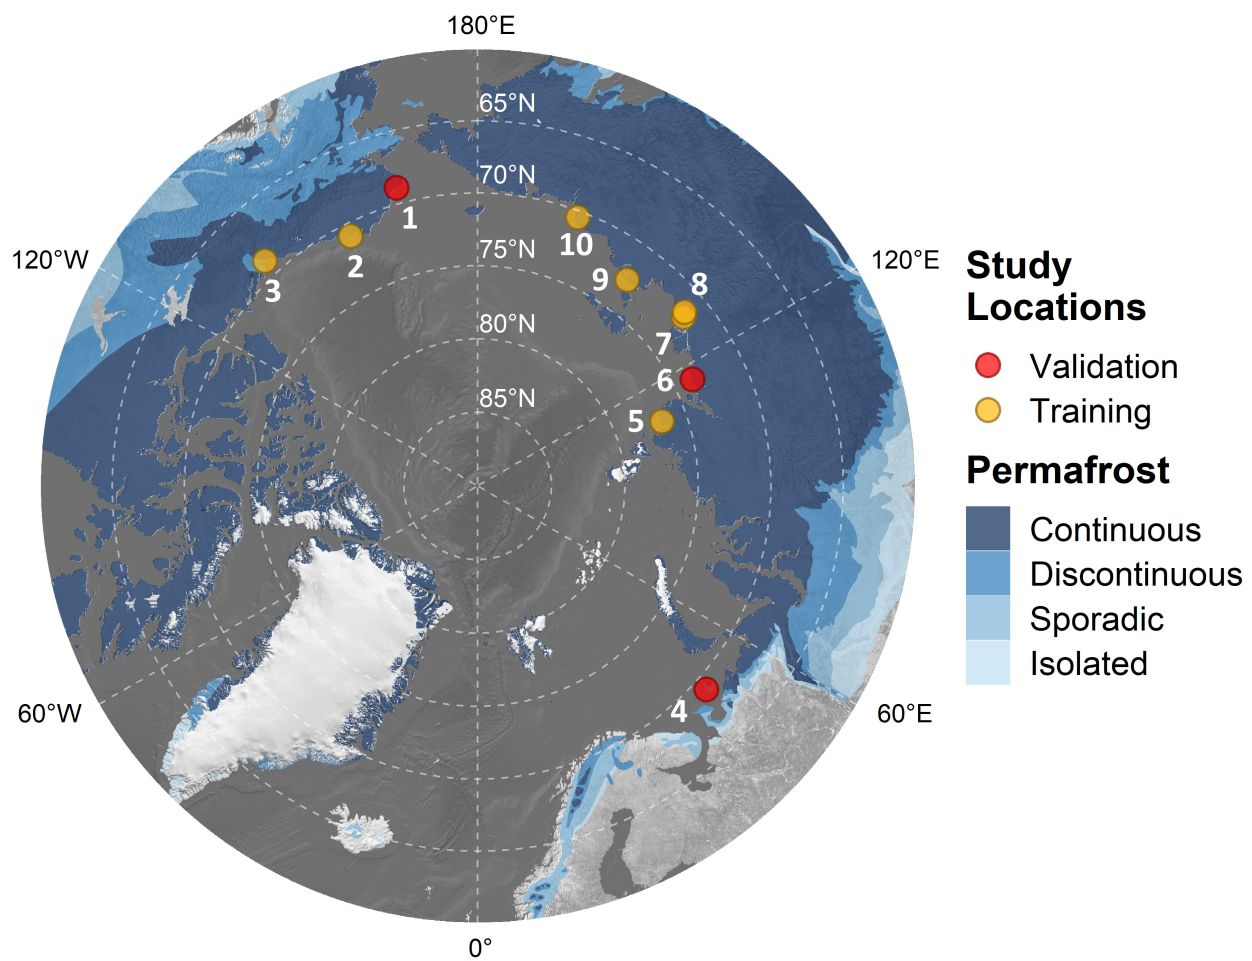 180°E
65°N
70°N
75°N
80°N
85°N
120°W
120°E
60°W
60°E
0°
1
2
3
10
9
8
7
6
5
4
Study
Locations
Validation
Training
Permafrost
Continuous
Discontinuous
Sporadic
Isolated